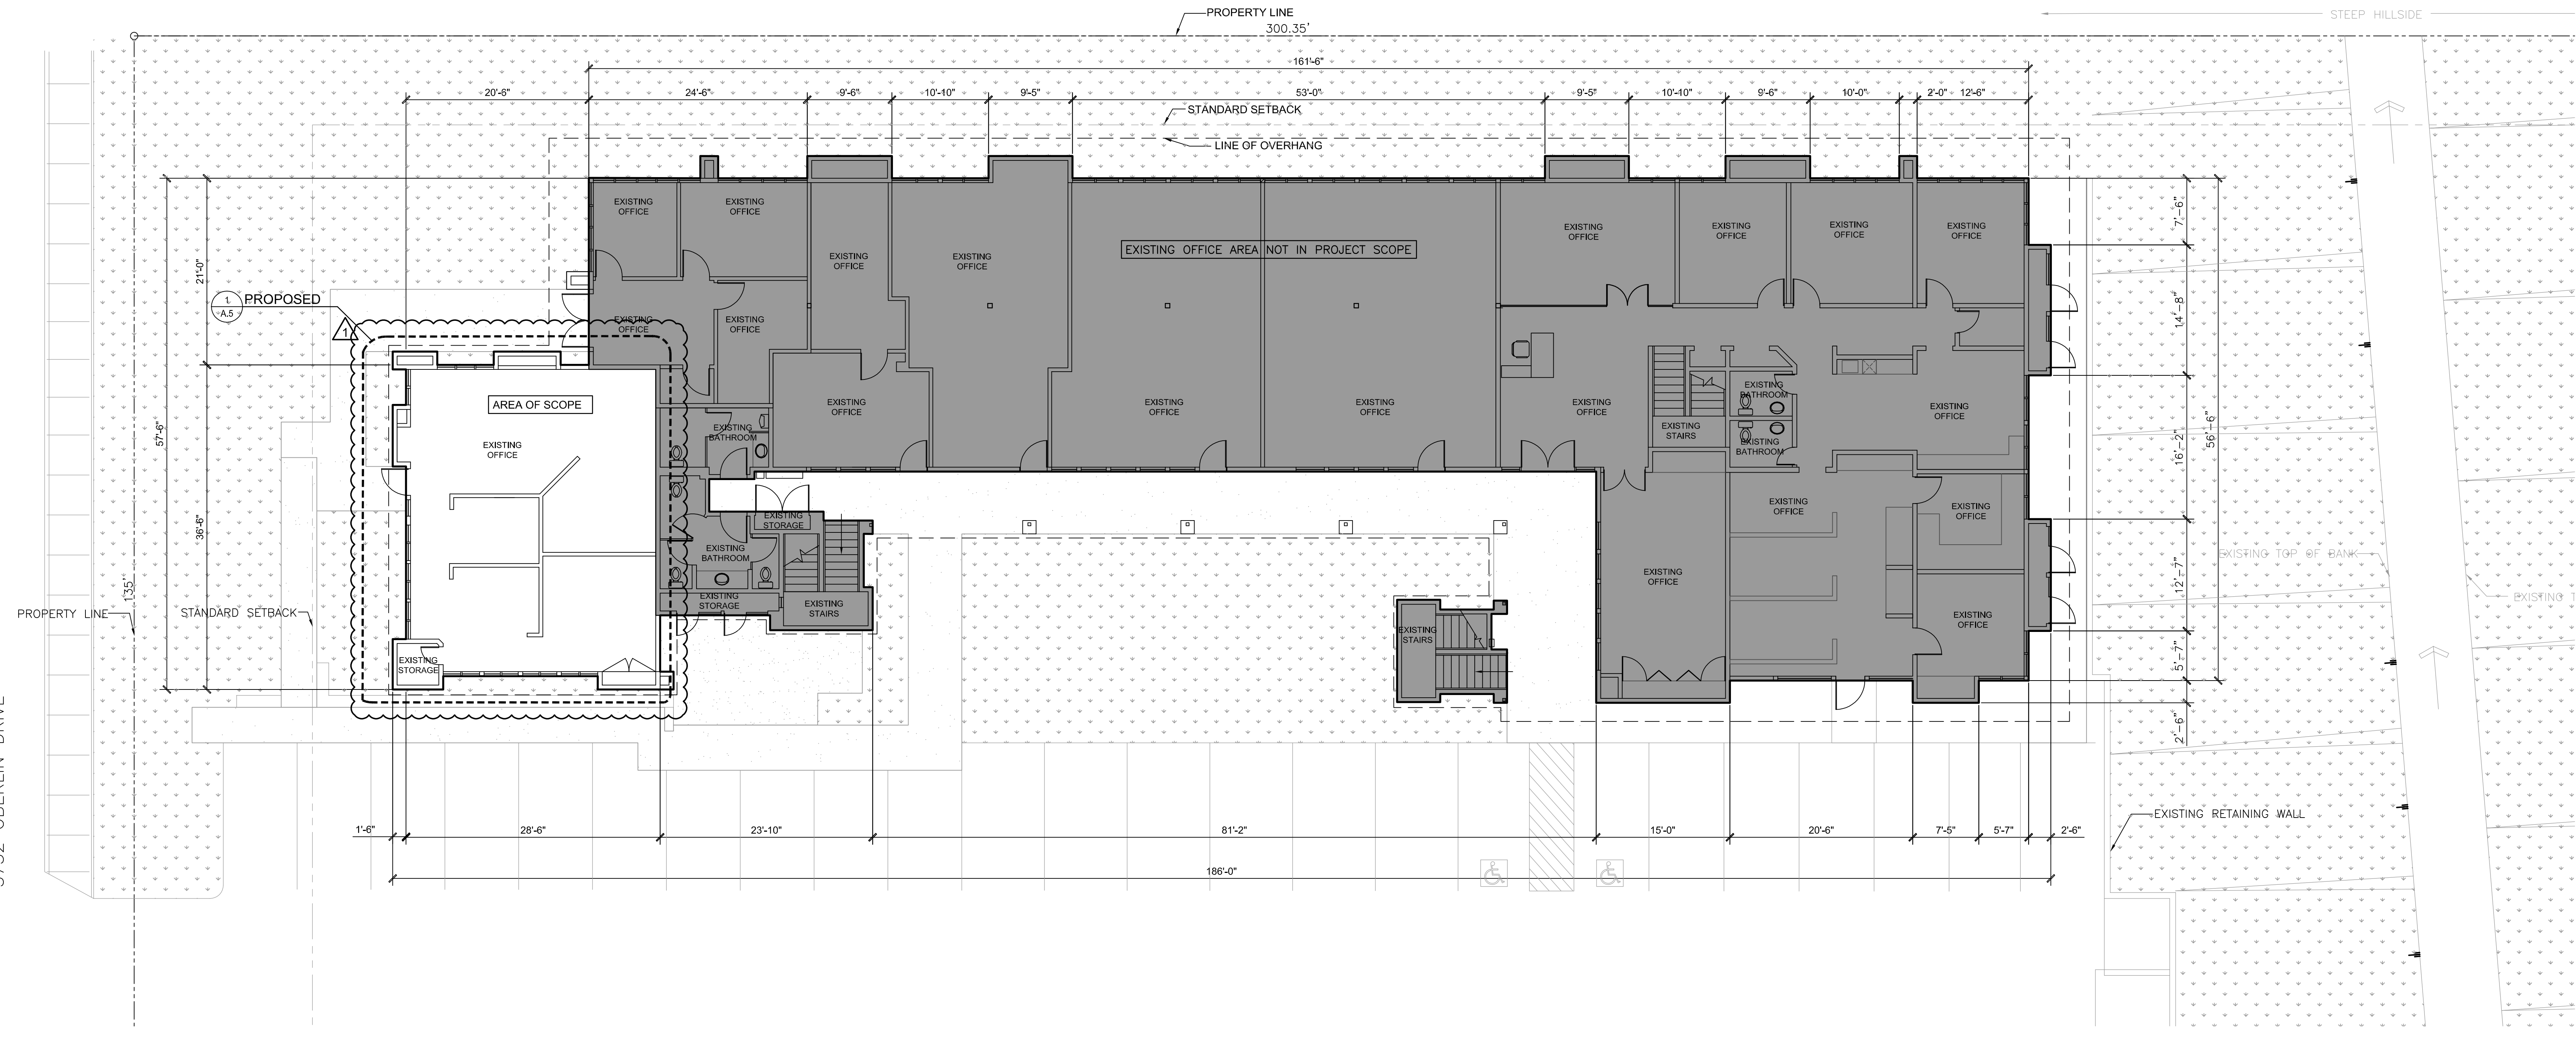 PROPERTY LINE
300.35'
STEEP HILLSIDE
161'-6"
20'-6"
24'-6"
9'-6"
10'-10"
9'-5"
53'-0"
9'-5"
10'-10"
9'-6"
10'-0"
2'-0"
12'-6"
STANDARD SETBACK
LINE OF OVERHANG
EXISTING
OFFICE
EXISTING
OFFICE
EXISTING
OFFICE
EXISTING
OFFICE
EXISTING OFFICE AREA NOT IN PROJECT SCOPE
EXISTING
OFFICE
EXISTING
OFFICE
EXISTING
OFFICE
EXISTING
OFFICE
7'-6"
21'-0"
1
A.5
PROPOSED
1
EXISTING
OFFICE
EXISTING
OFFICE
14'-8"
AREA OF SCOPE
EXISTING
OFFICE
EXISTING
BATHROOM
EXISTING
OFFICE
EXISTING
OFFICE
EXISTING
OFFICE
EXISTING
OFFICE
EXISTING
STAIRS
EXISTING
BATHROOM
EXISTING
BATHROOM
EXISTING
OFFICE
57'-6"
36'-6"
56'-6"
16'-2"
EXISTING
STORAGE
EXISTING
BATHROOM
EXISTING
OFFICE
EXISTING
OFFICE
EXISTING
OFFICE
EXISTING TOP OF BANK
12'-7"
135'
PROPERTY LINE
STANDARD SETBACK
EXISTING
STORAGE
EXISTING
STAIRS
EXISTING
STAIRS
EXISTING
OFFICE
EXISTING
EXISTING
STORAGE
5'-7"
2'-6"
EXISTING RETAINING WALL
1'-6"
28'-6"
23'-10"
81'-2"
15'-0"
20'-6"
7'-5"
5'-7"
2'-6"
186'-0"